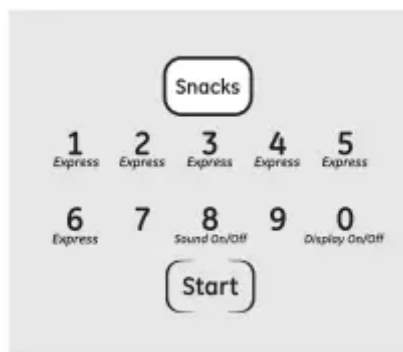 Snacks
1 2 3 4 5
Express Express Express Express Express
6 7 8 9 0
Express Sound On/Off Display On/Off
Start